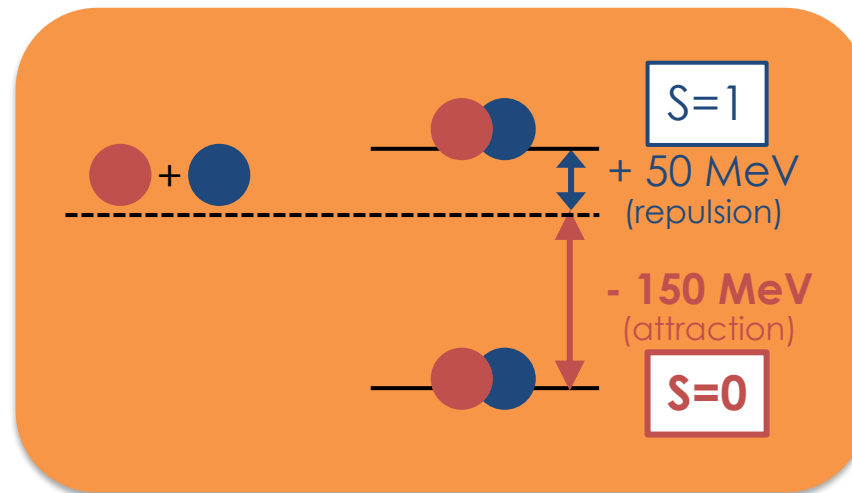 S=1
+
+ 50 MeV
(repulsion)
- 150 MeV
(attraction)
S=0